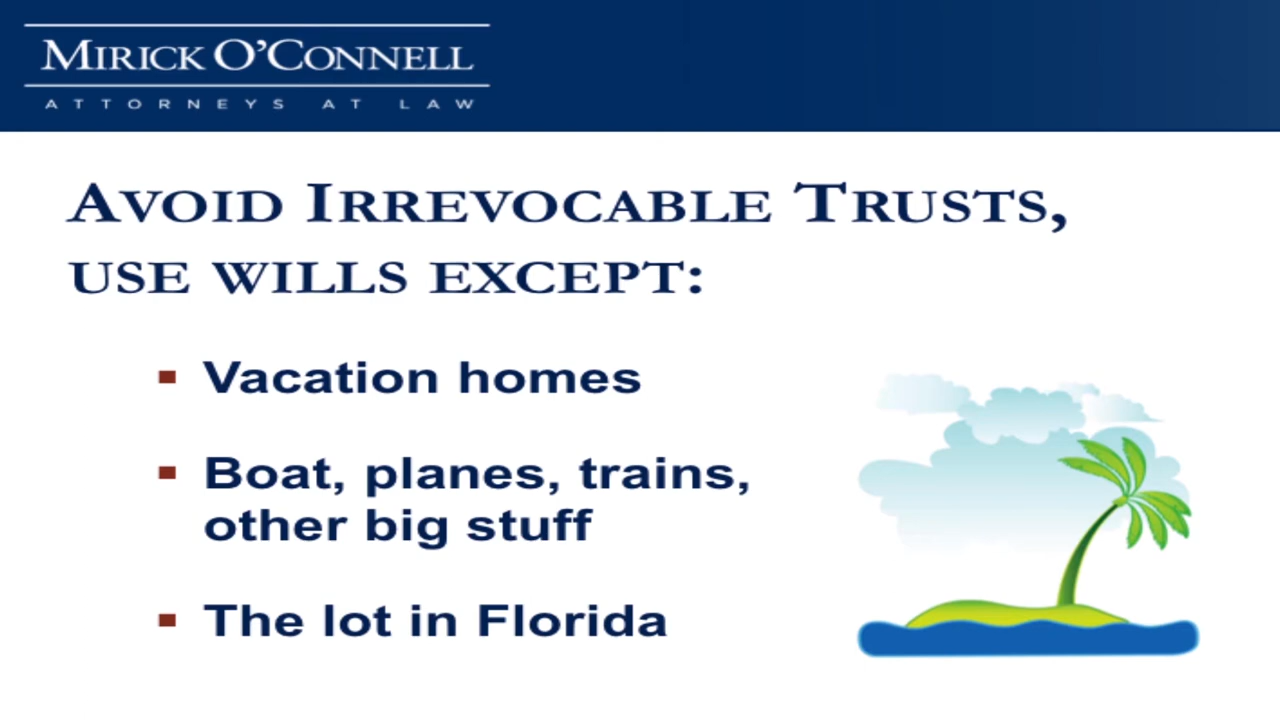 MIRICK O'CONNELL
ATTORNEYS AT LAW
AVOID IRREVOCABLE TRUSTS,
USE WILLS EXCEPT:
▪ Vacation homes
▪ Boat, planes, trains,
other big stuff
▪ The lot in Florida